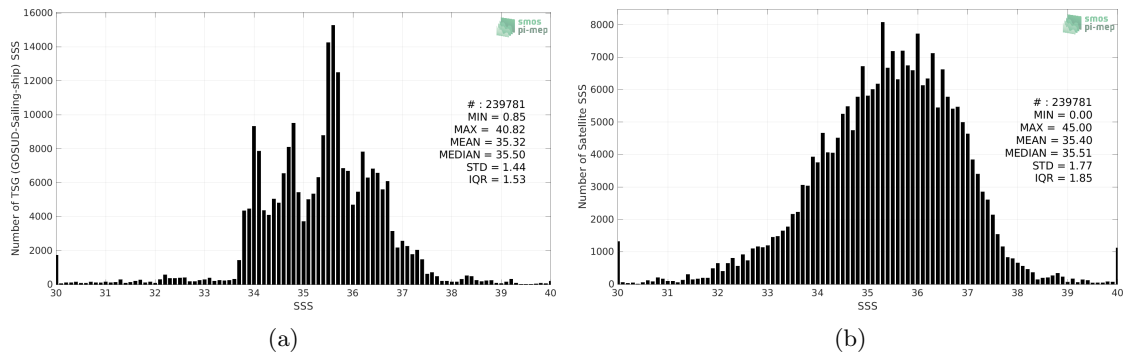 16000
14000
12000
10000
8000
6000
4000
2000
0
30
31
32
33
34
35
36
37
38
39
40
SSS
Number of TSG (GOSUD-Sailing-ship) SSS
smos
pi-mep
# : 239781
MIN = 0.85
MAX = 40.82
MEAN = 35.32
MEDIAN = 35.50
STD = 1.44
IQR = 1.53
(a)
8000
7000
6000
5000
4000
3000
2000
1000
0
30
31
32
33
34
35
36
37
38
39
40
SSS
Number of Satellite SSS
smos
pi-mep
# : 239781
MIN = 0.00
MAX = 45.00
MEAN = 35.40
MEDIAN = 35.51
STD = 1.77
IQR = 1.85
(b)